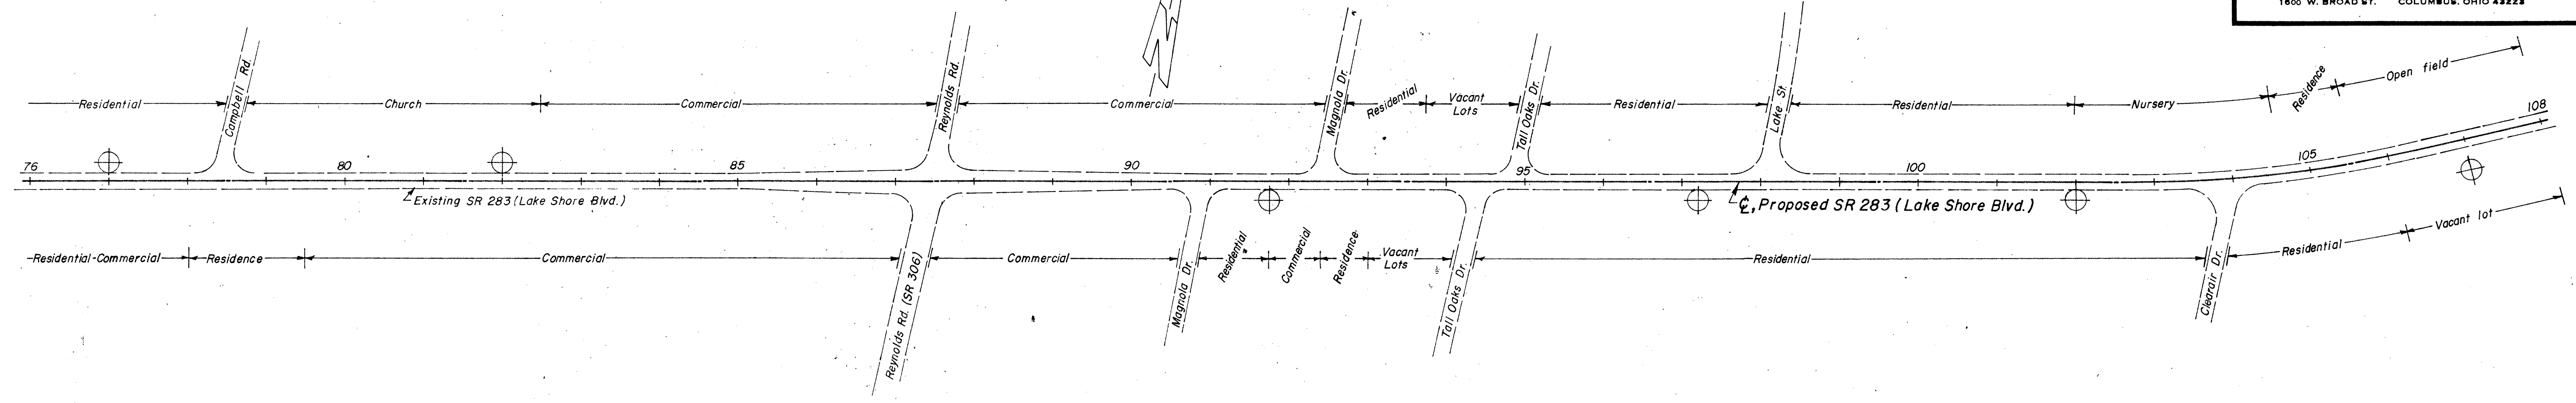 1600 W. BROAD ST. COLUMBUS, OHIO 43223
Residential
Campbell Rd.
Church
Commercial
Reynolds Rd.
Commercial
Magnola Dr.
Residential
Vacant
Lots
Tall Oaks Dr.
Residential
Lake St.
Residential
Nursery
Residence
Open field
76
80
85
90
95
100
105
108
Existing SR 283 (Lake Shore Blvd.)
℄, Proposed SR 283 (Lake Shore Blvd.)
Residential-Commercial
Residence
Commercial
Reynolds Rd. (SR 306)
Commercial
Magnola Dr.
Residential
Commercial
Residence
Vacant
Lots
Tall Oaks Dr.
Residential
Clearair Dr.
Residential
Vacant lot